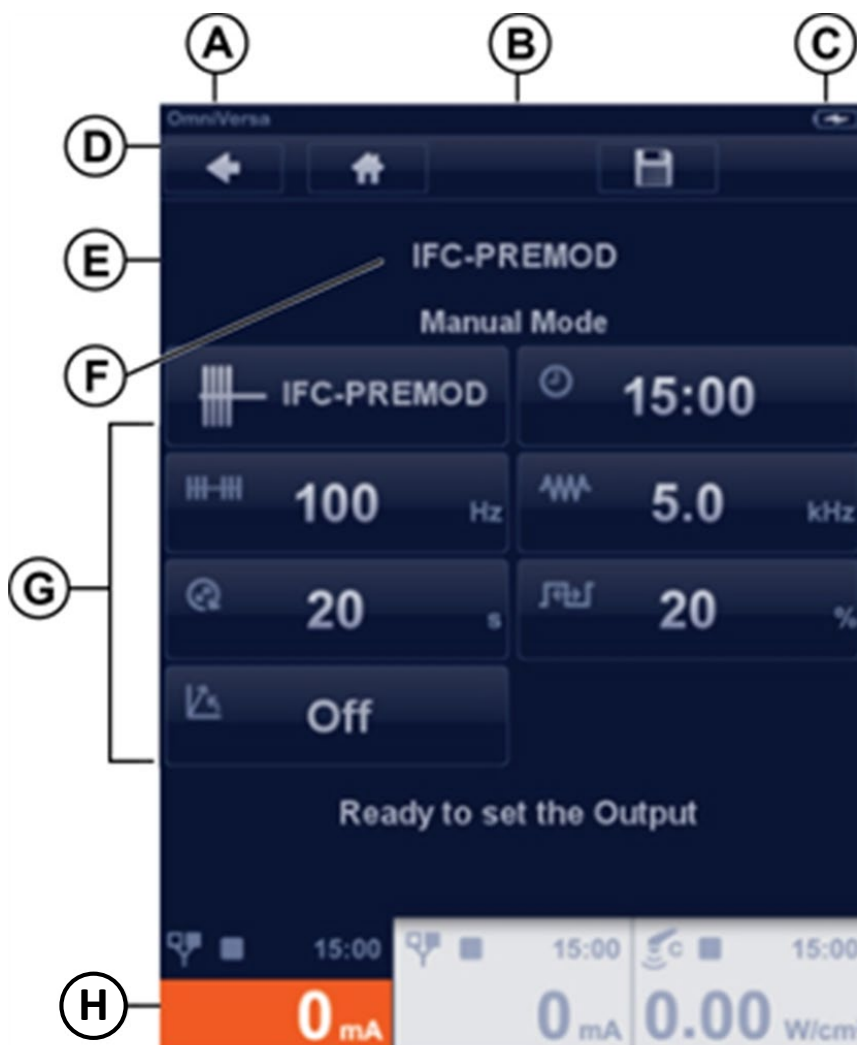 A B C
OmniVersa
D
E
IFC-PREMOD
Manual Mode
F
IFC-PREMOD 15:00
100 Hz 5.0 kHz
G
20 s 20 %
Off
Ready to set the Output
15:00 15:00 C 15:00
H
0 mA 0 mA 0.00 W/cm